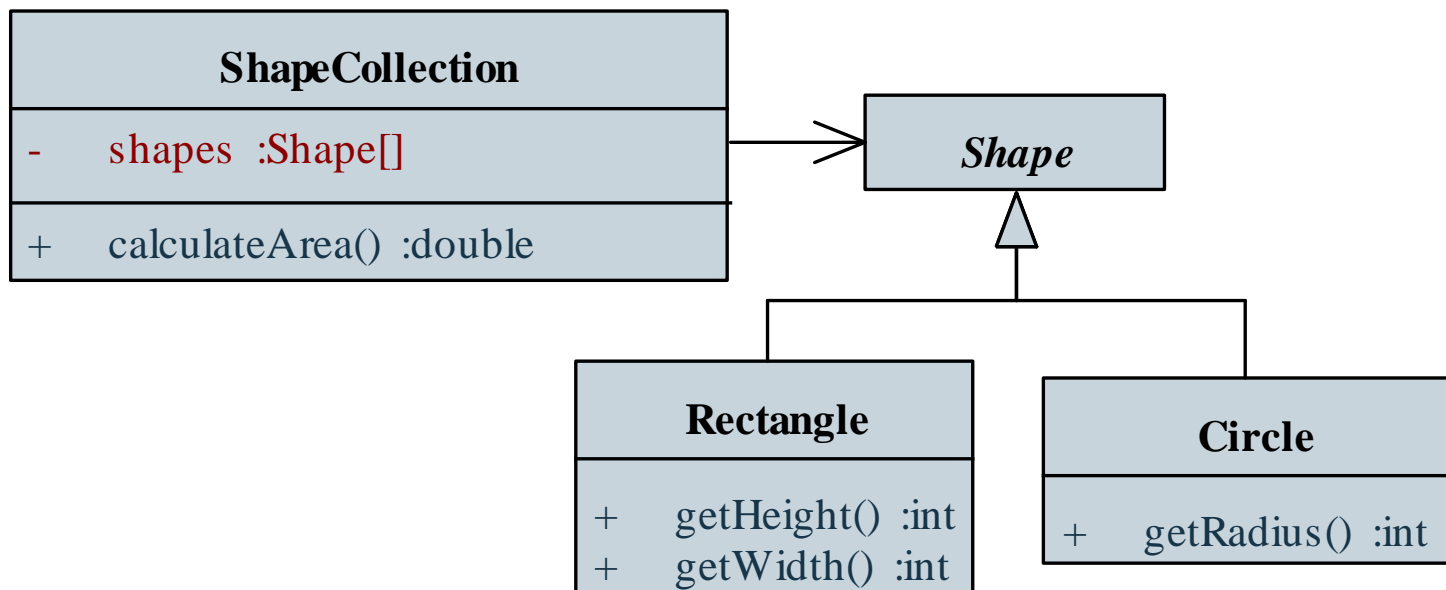 ShapeCollection
- shapes :Shape[]
+ calculateArea() :double
Shape
Rectangle
+ getHeight() :int
+ getWidth() :int
Circle
+ getRadius() :int